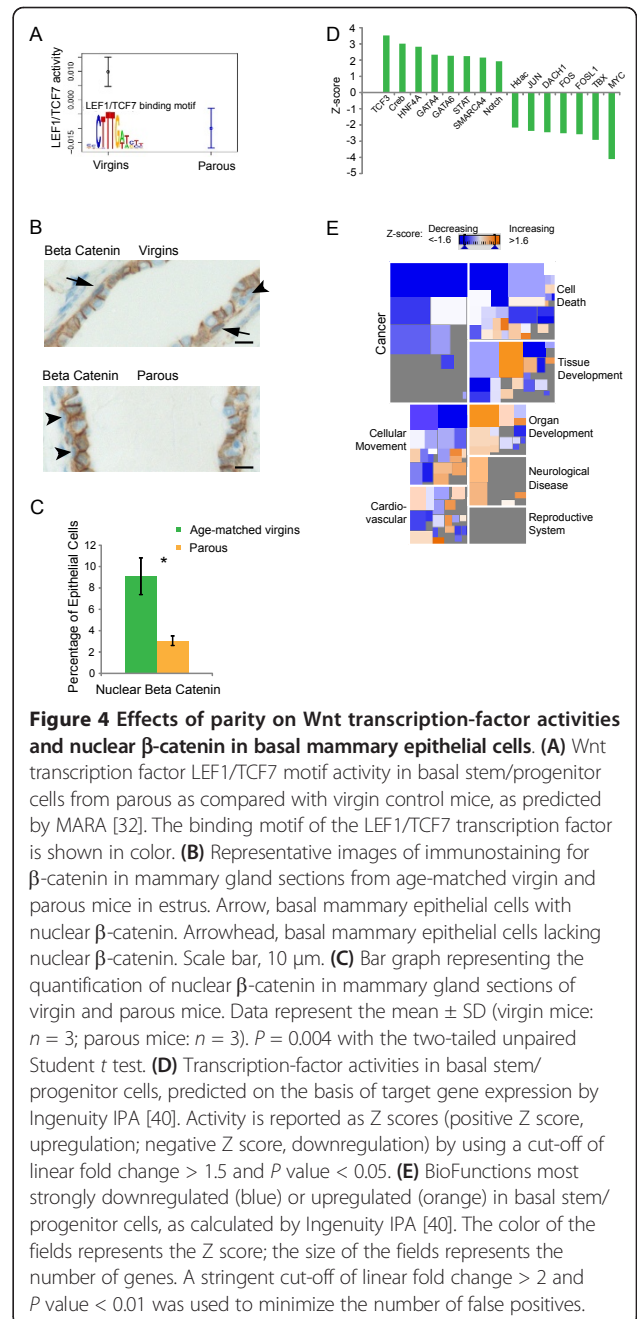 A
LEF1/TCF7 activity
0.010
0.000
-0.015
LEF1/TCF7 binding motif
CTTTG
Virgins
Parous
B
Beta Catenin Virgins
Beta Catenin Parous
C
Age-matched virgins
Parous
Percentage of Epithelial Cells
12
10
8
6
4
2
0
*
Nuclear Beta Catenin
D
Z-score
4
3
2
1
0
-1
-2
-3
-4
-5
TCF3
Creb
HNF4A
GATA4
GATA6
STAT
SMARCA4
Notch
Hdac
JUN
DACH1
FOS
FOSL1
TBX
MYC
E
Z-score:
Decreasing
<-1.6
Increasing
>1.6
Cancer
Cell
Death
Tissue
Development
Cellular
Movement
Organ
Development
Cardio-
vascular
Neurological
Disease
Reproductive
System
Figure 4 Effects of parity on Wnt transcription-factor activities
and nuclear β-catenin in basal mammary epithelial cells. (A) Wnt
transcription factor LEF1/TCF7 motif activity in basal stem/progenitor
cells from parous as compared with virgin control mice, as predicted
by MARA [32]. The binding motif of the LEF1/TCF7 transcription factor
is shown in color. (B) Representative images of immunostaining for
β-catenin in mammary gland sections from age-matched virgin and
parous mice in estrus. Arrow, basal mammary epithelial cells with
nuclear β-catenin. Arrowhead, basal mammary epithelial cells lacking
nuclear β-catenin. Scale bar, 10 μm. (C) Bar graph representing the
quantification of nuclear β-catenin in mammary gland sections of
virgin and parous mice. Data represent the mean ± SD (virgin mice:
n = 3; parous mice: n = 3). P = 0.004 with the two-tailed unpaired
Student t test. (D) Transcription-factor activities in basal stem/
progenitor cells, predicted on the basis of target gene expression by
Ingenuity IPA [40]. Activity is reported as Z scores (positive Z score,
upregulation; negative Z score, downregulation) by using a cut-off of
linear fold change > 1.5 and P value < 0.05. (E) BioFunctions most
strongly downregulated (blue) or upregulated (orange) in basal stem/
progenitor cells, as calculated by Ingenuity IPA [40]. The color of the
fields represents the Z score; the size of the fields represents the
number of genes. A stringent cut-off of linear fold change > 2 and
P value < 0.01 was used to minimize the number of false positives.